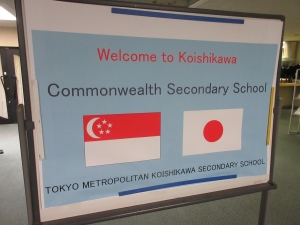 Welcome to Koishikawa
Commonwealth Secondary School
TOKYO METROPOLITAN KOISHIKAWA SECONDARY SCHOOL